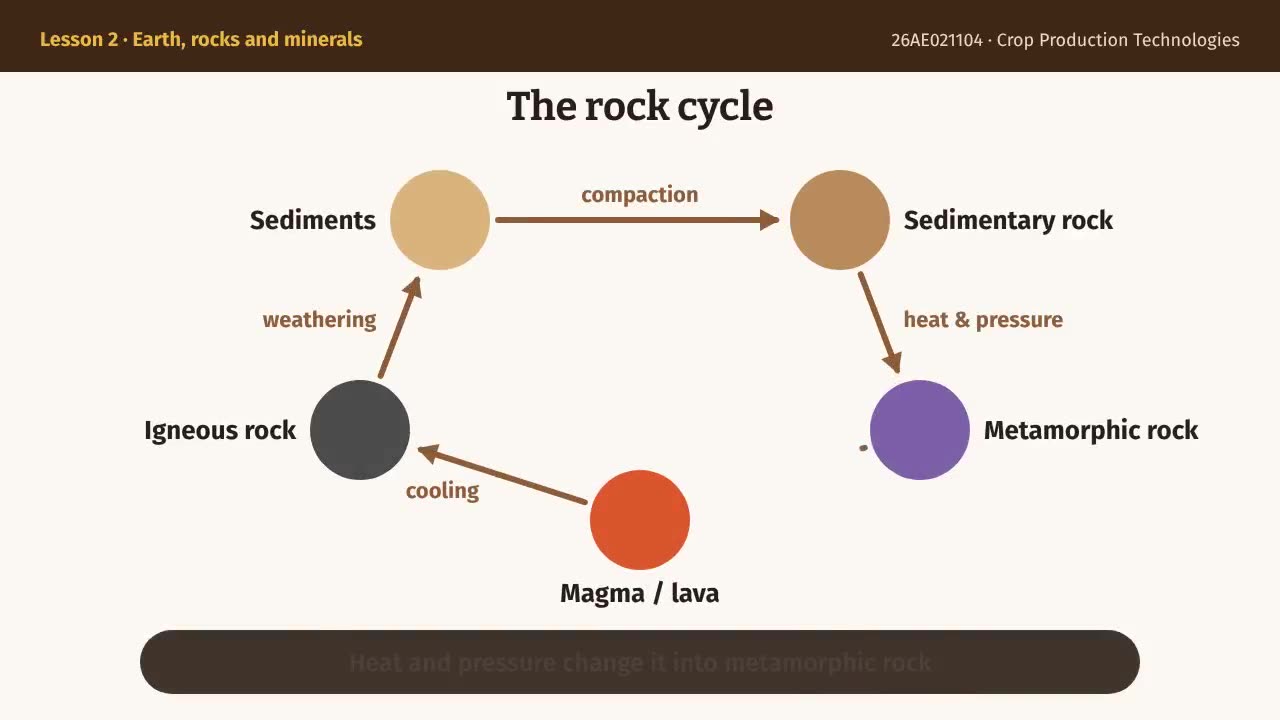 Lesson 2 · Earth, rocks and minerals
26AE021104 · Crop Production Technologies
The rock cycle
compaction
Sediments
Sedimentary rock
weathering
heat & pressure
Igneous rock
Metamorphic rock
cooling
Magma / lava
Heat and pressure change it into metamorphic rock